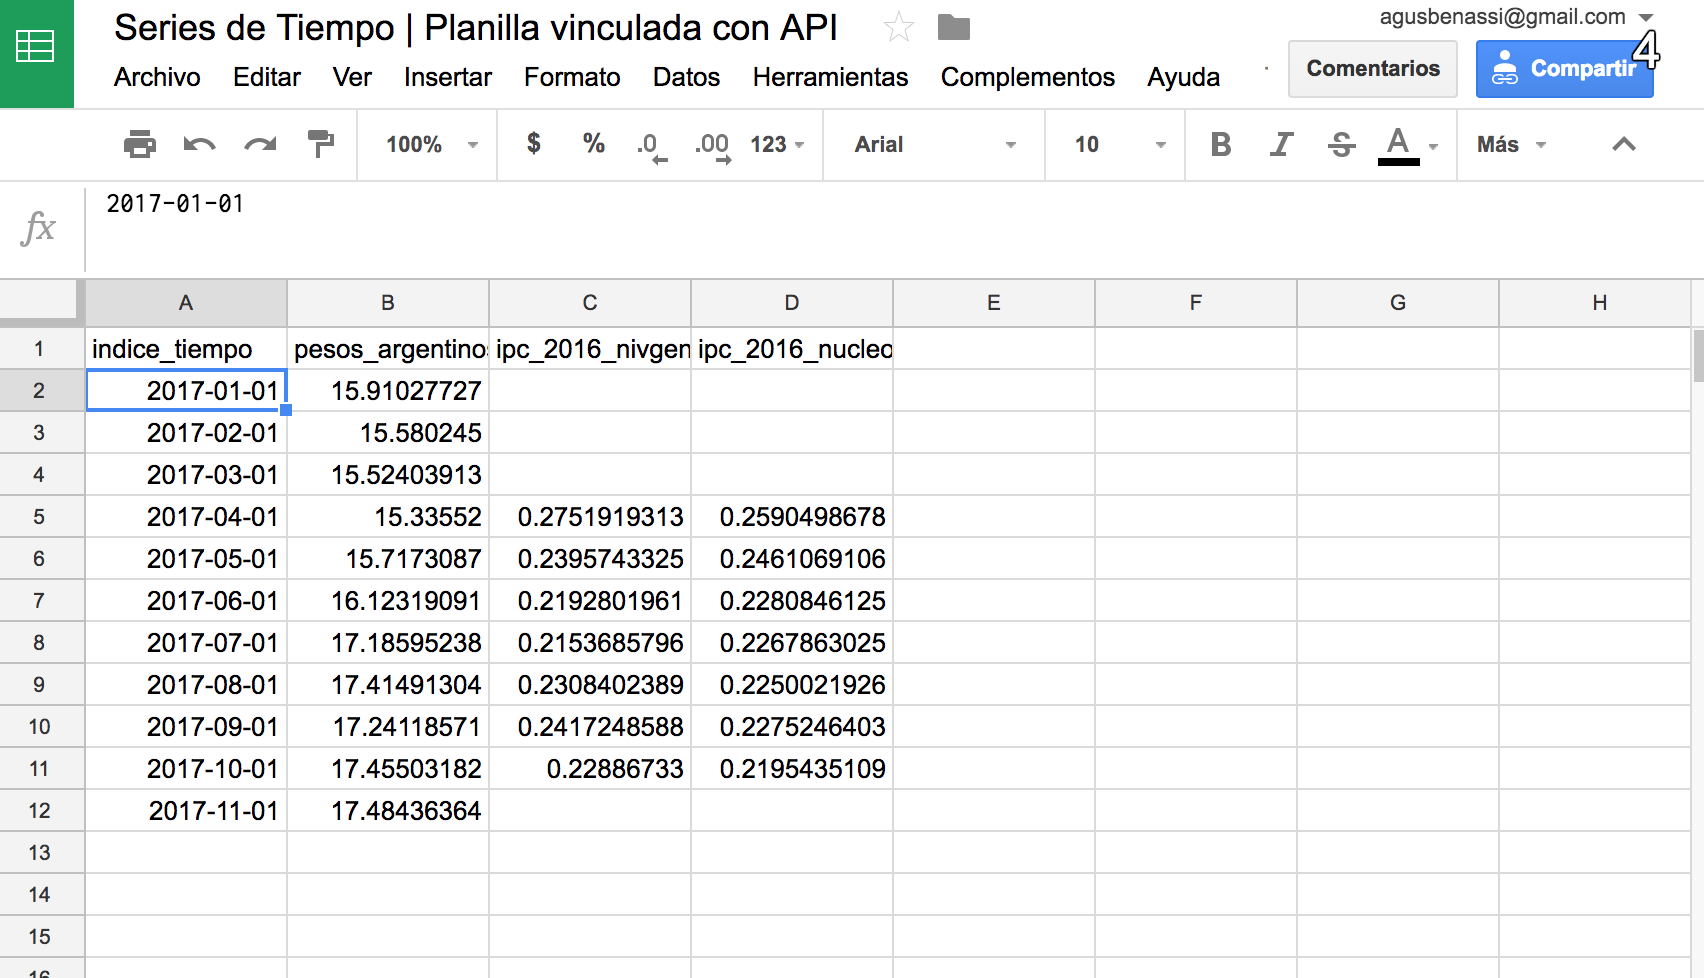 Series de Tiempo | Planilla vinculada con API
agusbenassi@gmail.com
Archivo Editar Ver Insertar Formato Datos Herramientas Complementos Ayuda
Comentarios
Compartir
4
100% $ % .0 .00 123 Arial 10 B I S A Más
fx 2017-01-01
A B C D E F G H
1 indice_tiempo pesos_argentinos ipc_2016_nivgen ipc_2016_nucleo
2 2017-01-01 15.91027727
3 2017-02-01 15.580245
4 2017-03-01 15.52403913
5 2017-04-01 15.33552 0.2751919313 0.2590498678
6 2017-05-01 15.7173087 0.2395743325 0.2461069106
7 2017-06-01 16.12319091 0.2192801961 0.2280846125
8 2017-07-01 17.18595238 0.2153685796 0.2267863025
9 2017-08-01 17.41491304 0.2308402389 0.2250021926
10 2017-09-01 17.24118571 0.2417248588 0.2275246403
11 2017-10-01 17.45503182 0.22886733 0.2195435109
12 2017-11-01 17.48436364
13
14
15
16